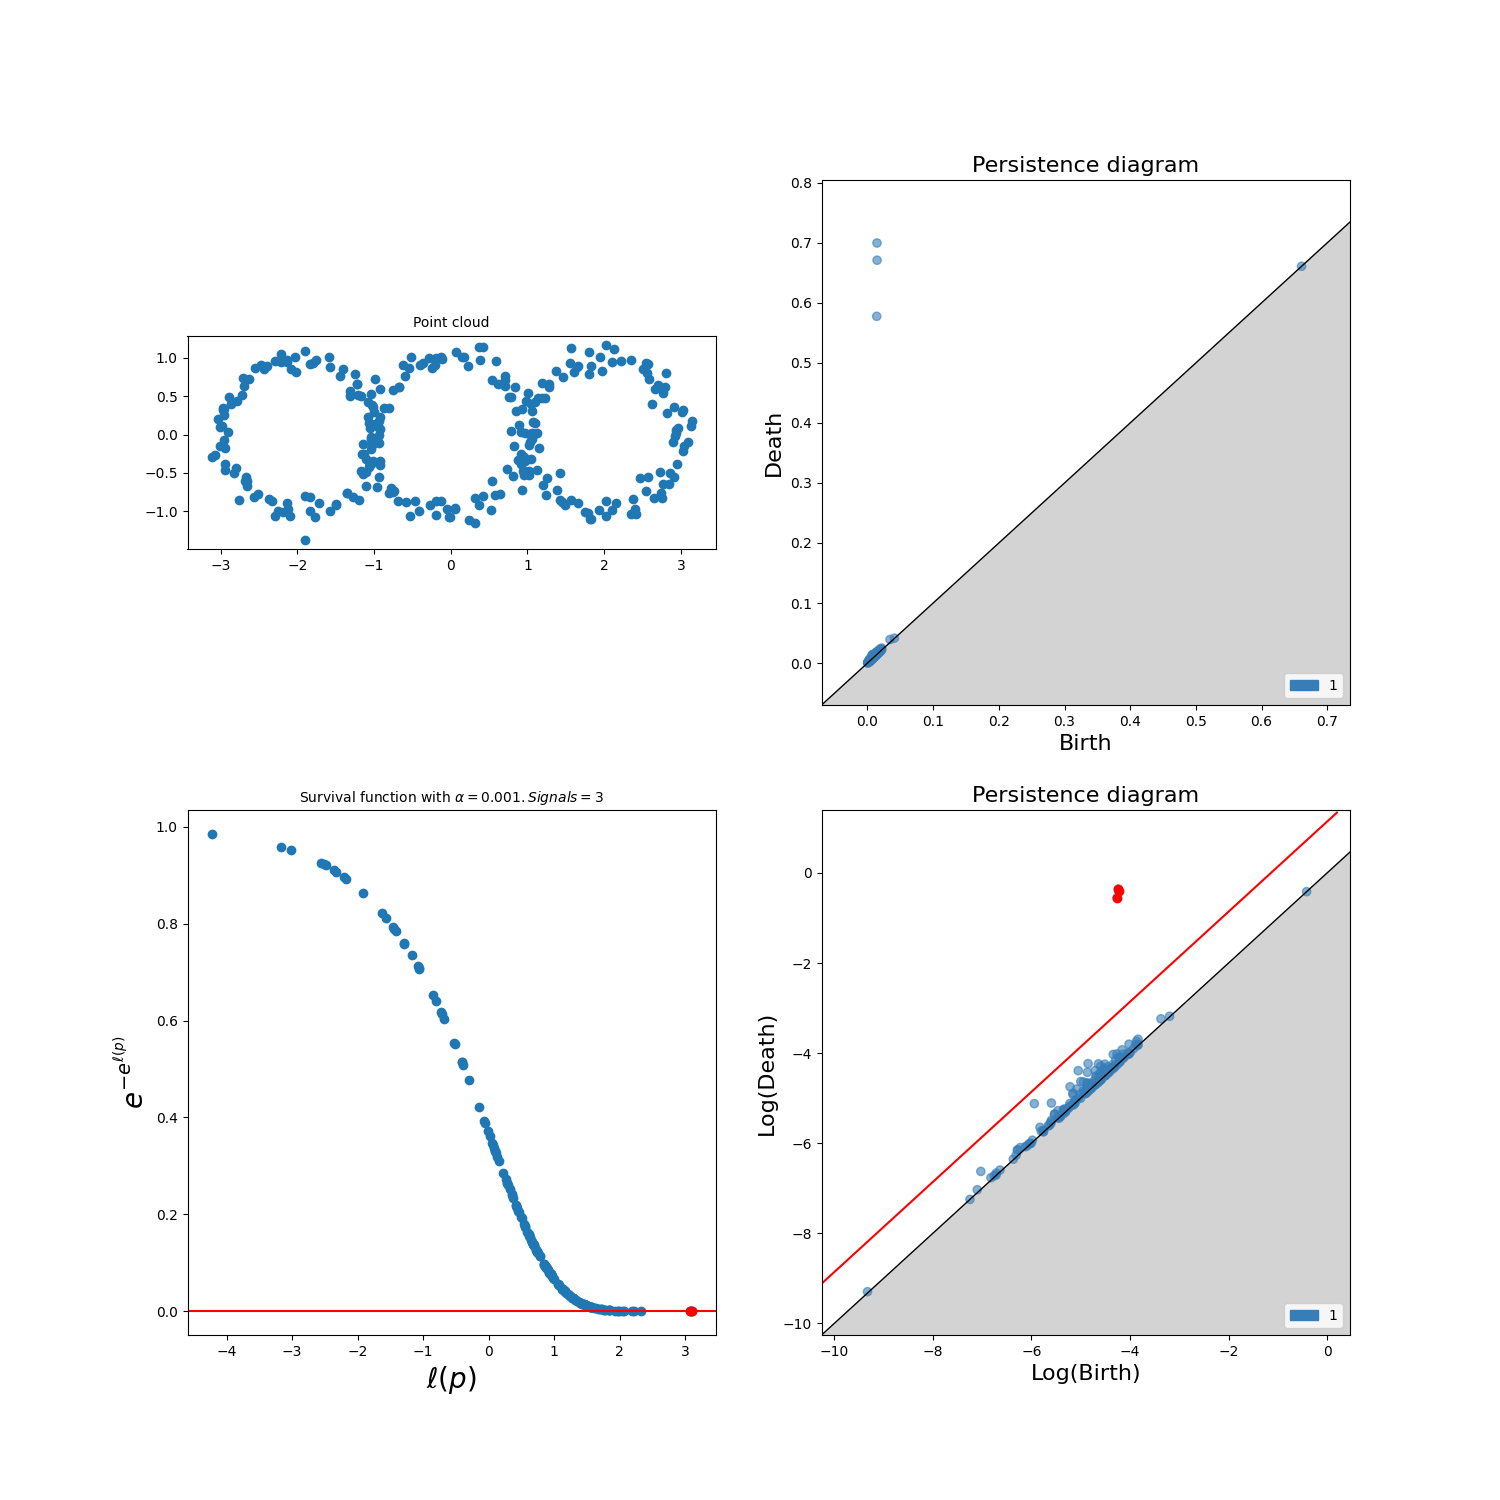 Point cloud
1.0
0.5
0.0
−0.5
−1.0
−3 −2 −1 0 1 2 3
Persistence diagram
Death
0.8
0.7
0.6
0.5
0.4
0.3
0.2
0.1
0.0
1
0.0 0.1 0.2 0.3 0.4 0.5 0.6 0.7
Birth
Survival function with α = 0.001. Signals = 3
e^{−e^{ℓ(p)}}
1.0
0.8
0.6
0.4
0.2
0.0
−4 −3 −2 −1 0 1 2 3
ℓ(p)
Persistence diagram
Log(Death)
0
−2
−4
−6
−8
−10
1
−10 −8 −6 −4 −2 0
Log(Birth)